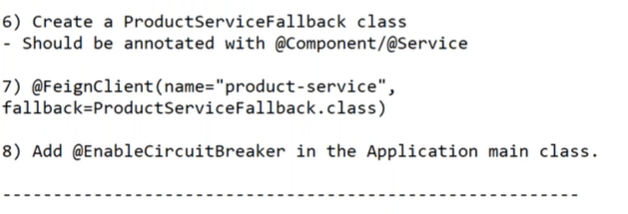 6) Create a ProductServiceFallback class
- Should be annotated with @Component/@Service
7) @FeignClient(name="product-service",
fallback=ProductServiceFallback.class)
8) Add @EnableCircuitBreaker in the Application main class.
----------------------------------------------------------